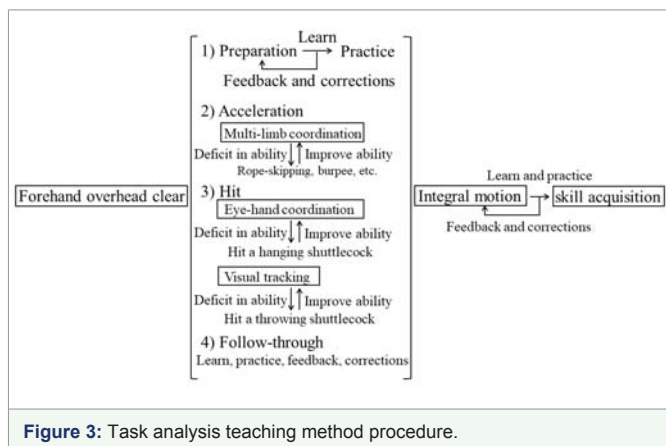 Learn
1) Preparation Practice
Feedback and corrections
2) Acceleration
Multi-limb coordination
Deficit in ability Improve ability
Rope-skipping, burpee, etc.
Forehand overhead clear
3) Hit
Eye-hand coordination
Deficit in ability Improve ability
Hit a hanging shuttlecock
Visual tracking
Deficit in ability Improve ability
Hit a throwing shuttlecock
4) Follow-through
Learn, practice, feedback, corrections
Learn and practice
Integral motion skill acquisition
Feedback and corrections
Figure 3: Task analysis teaching method procedure.